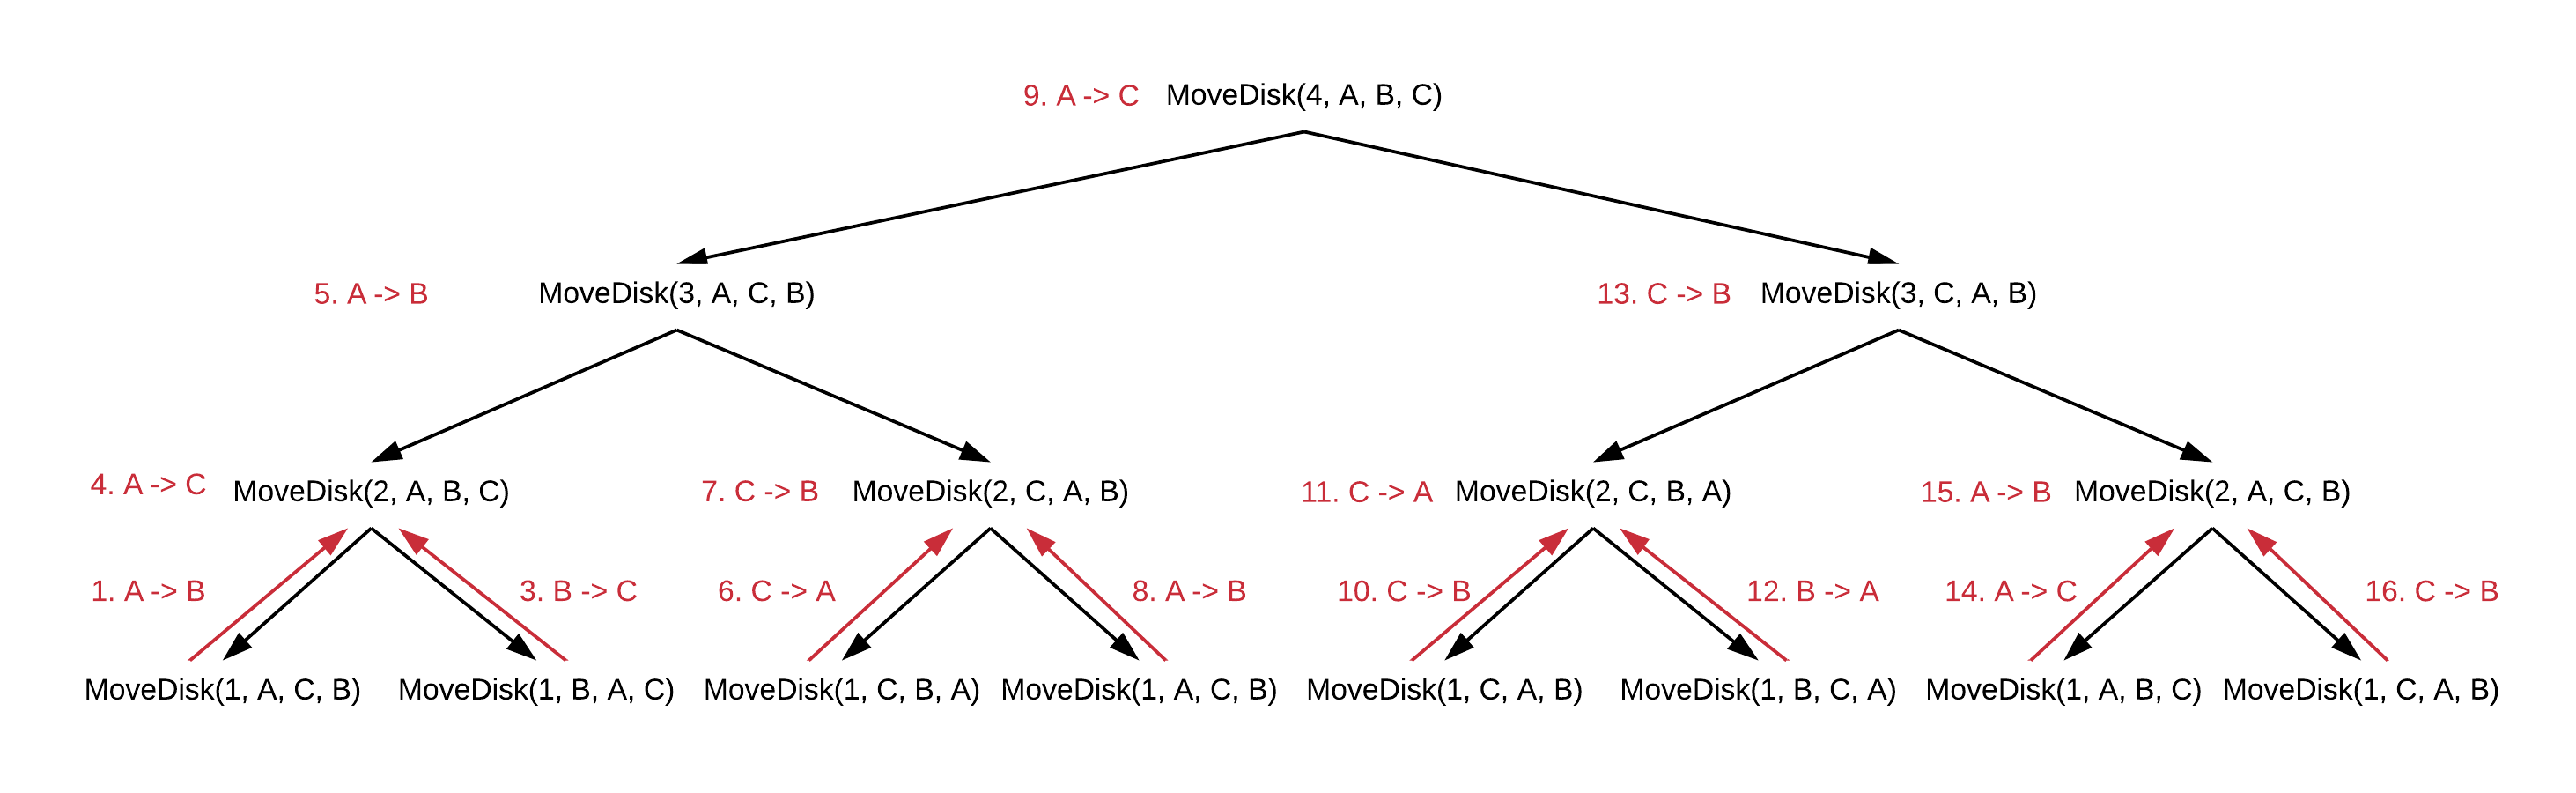 9. A -> C MoveDisk(4, A, B, C)
5. A -> B MoveDisk(3, A, C, B) 13. C -> B MoveDisk(3, C, A, B)
4. A -> C MoveDisk(2, A, B, C) 7. C -> B MoveDisk(2, C, A, B) 11. C -> A MoveDisk(2, C, B, A) 15. A -> B MoveDisk(2, A, C, B)
1. A -> B 3. B -> C 6. C -> A 8. A -> B 10. C -> B 12. B -> A 14. A -> C 16. C -> B
MoveDisk(1, A, C, B) MoveDisk(1, B, A, C) MoveDisk(1, C, B, A) MoveDisk(1, A, C, B) MoveDisk(1, C, A, B) MoveDisk(1, B, C, A) MoveDisk(1, A, B, C) MoveDisk(1, C, A, B)